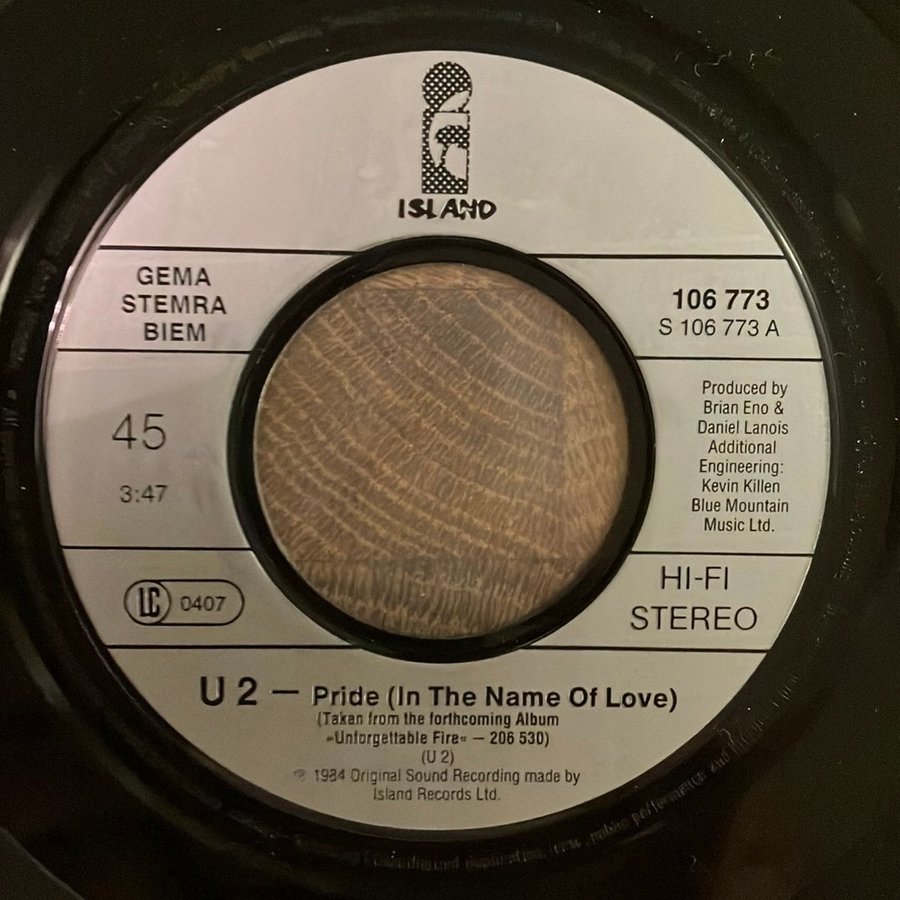 ISLAND
GEMA
STEMRA
BIEM
106 773
S 106 773 A
45
3:47
Produced by
Brian Eno &
Daniel Lanois
Additional
Engineering:
Kevin Killen
Blue Mountain
Music Ltd.
LC 0407
HI-FI
STEREO
U 2 — Pride (In The Name Of Love)
(Taken from the forthcoming Album
»Unforgettable Fire« — 206 530)
(U 2)
℗ 1984 Original Sound Recording made by
Island Records Ltd.